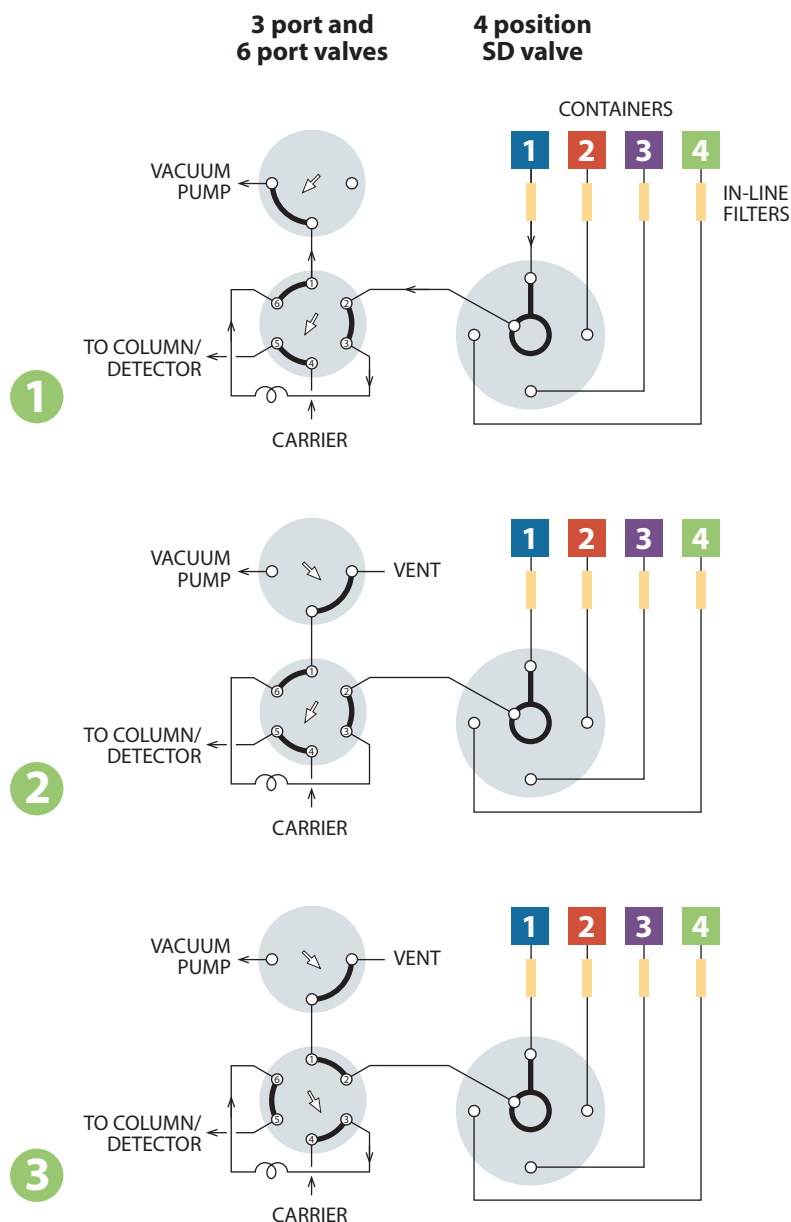 3 port and
6 port valves
4 position
SD valve
CONTAINERS
1 2 3 4
VACUUM
PUMP
IN-LINE
FILTERS
1
6 2
5 3
4
TO COLUMN/
DETECTOR
1
CARRIER
1 2 3 4
VACUUM
PUMP
VENT
1
6 2
5 3
4
TO COLUMN/
DETECTOR
2
CARRIER
1 2 3 4
VACUUM
PUMP
VENT
1
6 2
5 3
4
TO COLUMN/
DETECTOR
3
CARRIER